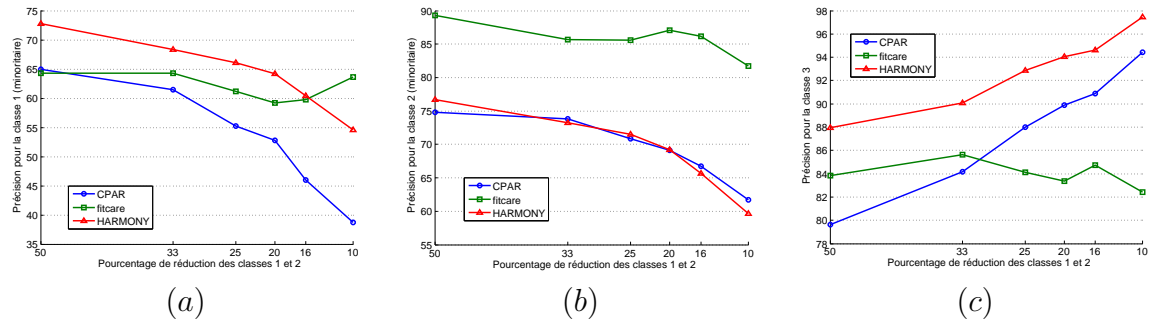 75
70
65
60
55
50
45
40
35
50
33
25
20
16
10
Précision pour la classe 1 (minoritaire)
Pourcentage de réduction des classes 1 et 2
CPAR
fitcare
HARMONY
(a)
90
85
80
75
70
65
60
55
50
33
25
20
16
10
Précision pour la classe 2 (minoritaire)
Pourcentage de réduction des classes 1 et 2
CPAR
fitcare
HARMONY
(b)
98
96
94
92
90
88
86
84
82
80
78
50
33
25
20
16
10
Précision pour la classe 3
Pourcentage de réduction des classes 1 et 2
CPAR
fitcare
HARMONY
(c)